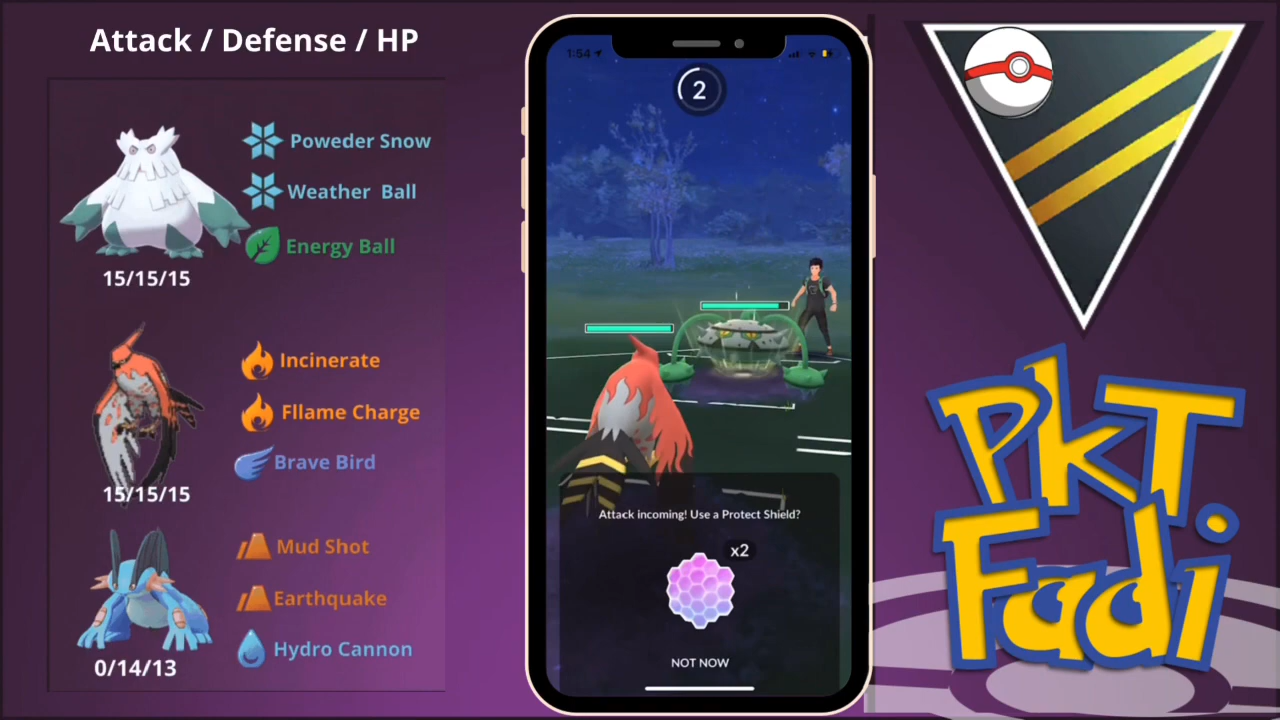 Attack / Defense / HP
Poweder Snow
Weather Ball
Energy Ball
15/15/15
Incinerate
Fllame Charge
Brave Bird
15/15/15
Mud Shot
Earthquake
Hydro Cannon
0/14/13
1:54
2
Attack incoming! Use a Protect Shield?
x2
NOT NOW
PkT.
Fadi